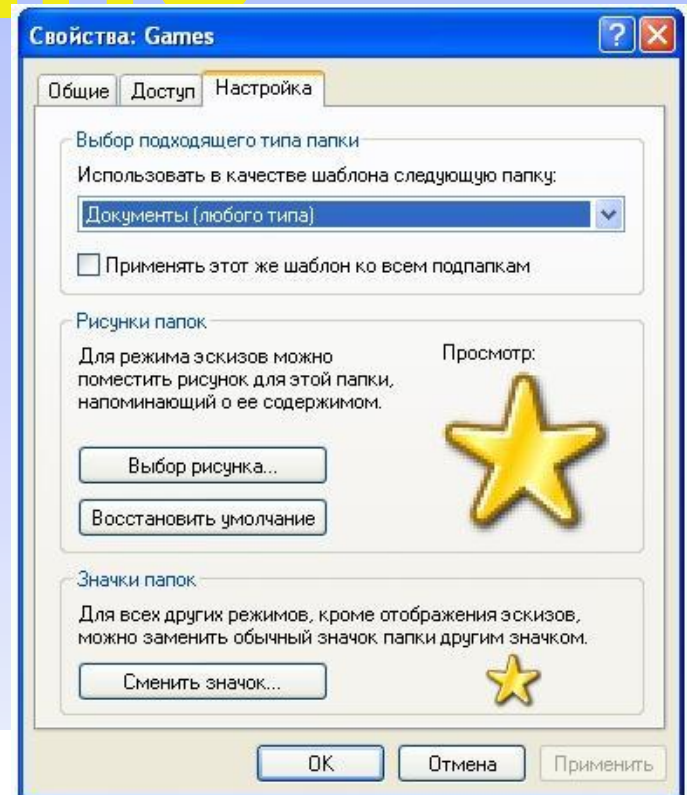 Свойства: Games
Общие Доступ Настройка
Выбор подходящего типа папки
Использовать в качестве шаблона следующую папку:
Документы (любого типа)
Применять этот же шаблон ко всем подпапкам
Рисунки папок
Для режима эскизов можно
поместить рисунок для этой папки,
напоминающий о ее содержимом.
Просмотр:
Выбор рисунка...
Восстановить умолчание
Значки папок
Для всех других режимов, кроме отображения эскизов,
можно заменить обычный значок папки другим значком.
Сменить значок...
OK Отмена Применить